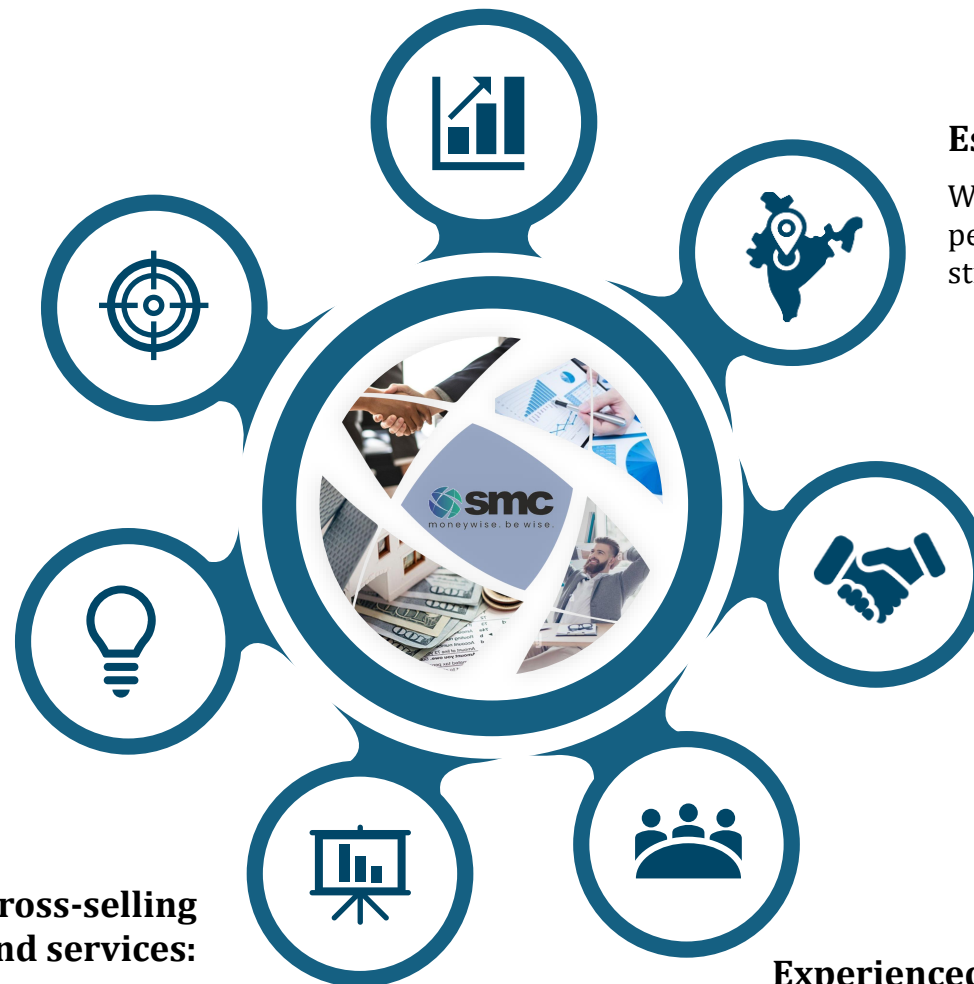 Es
W
pe
st
smc
moneywise. be wise.
ross-selling
nd services:
Experienced